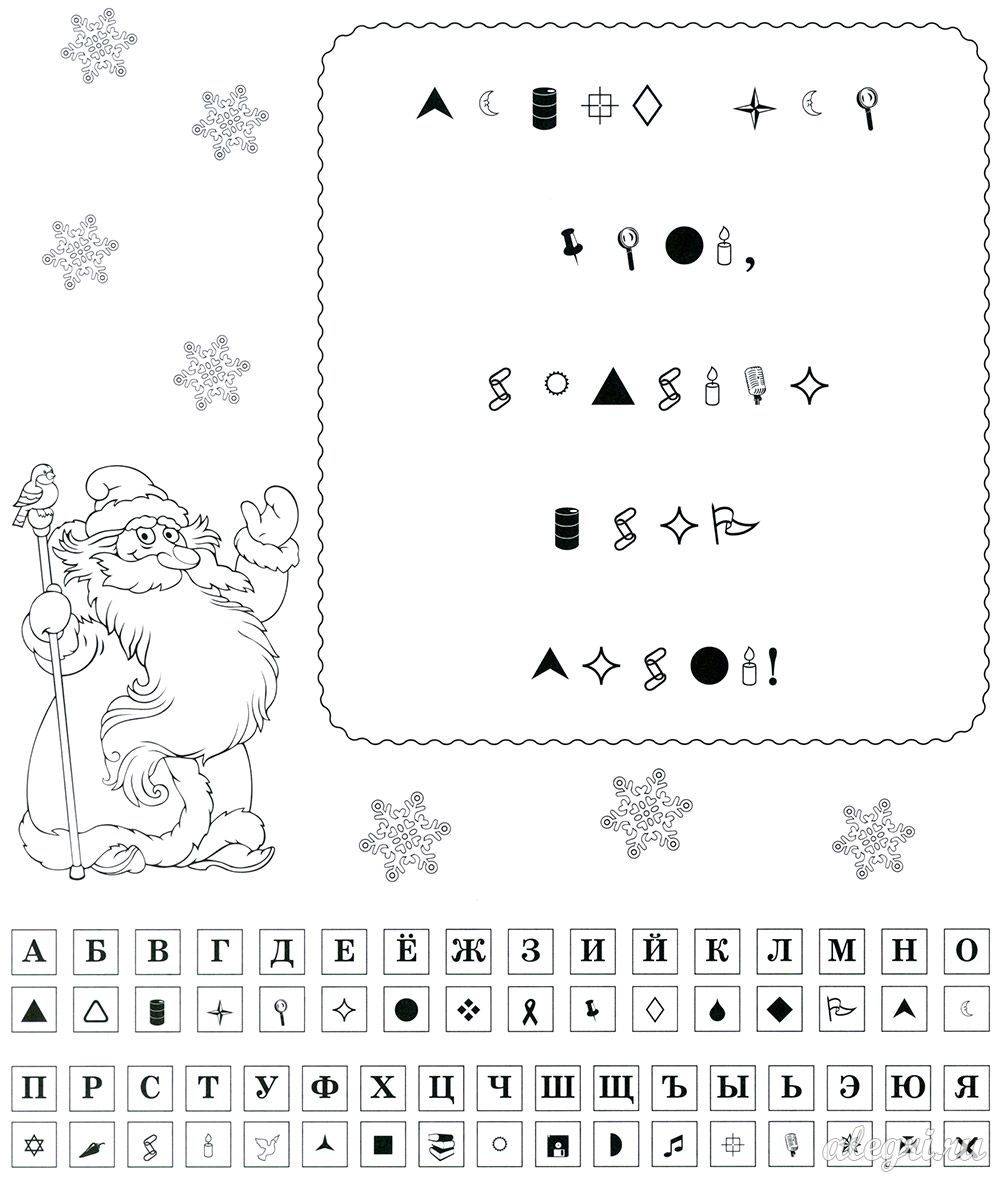 ,
!
А Б В Г Д Е Ё Ж З И Й К Л М Н О
П Р С Т У Ф Х Ц Ч Ш Щ Ъ Ы Ь Э Ю Я
alegri.ru